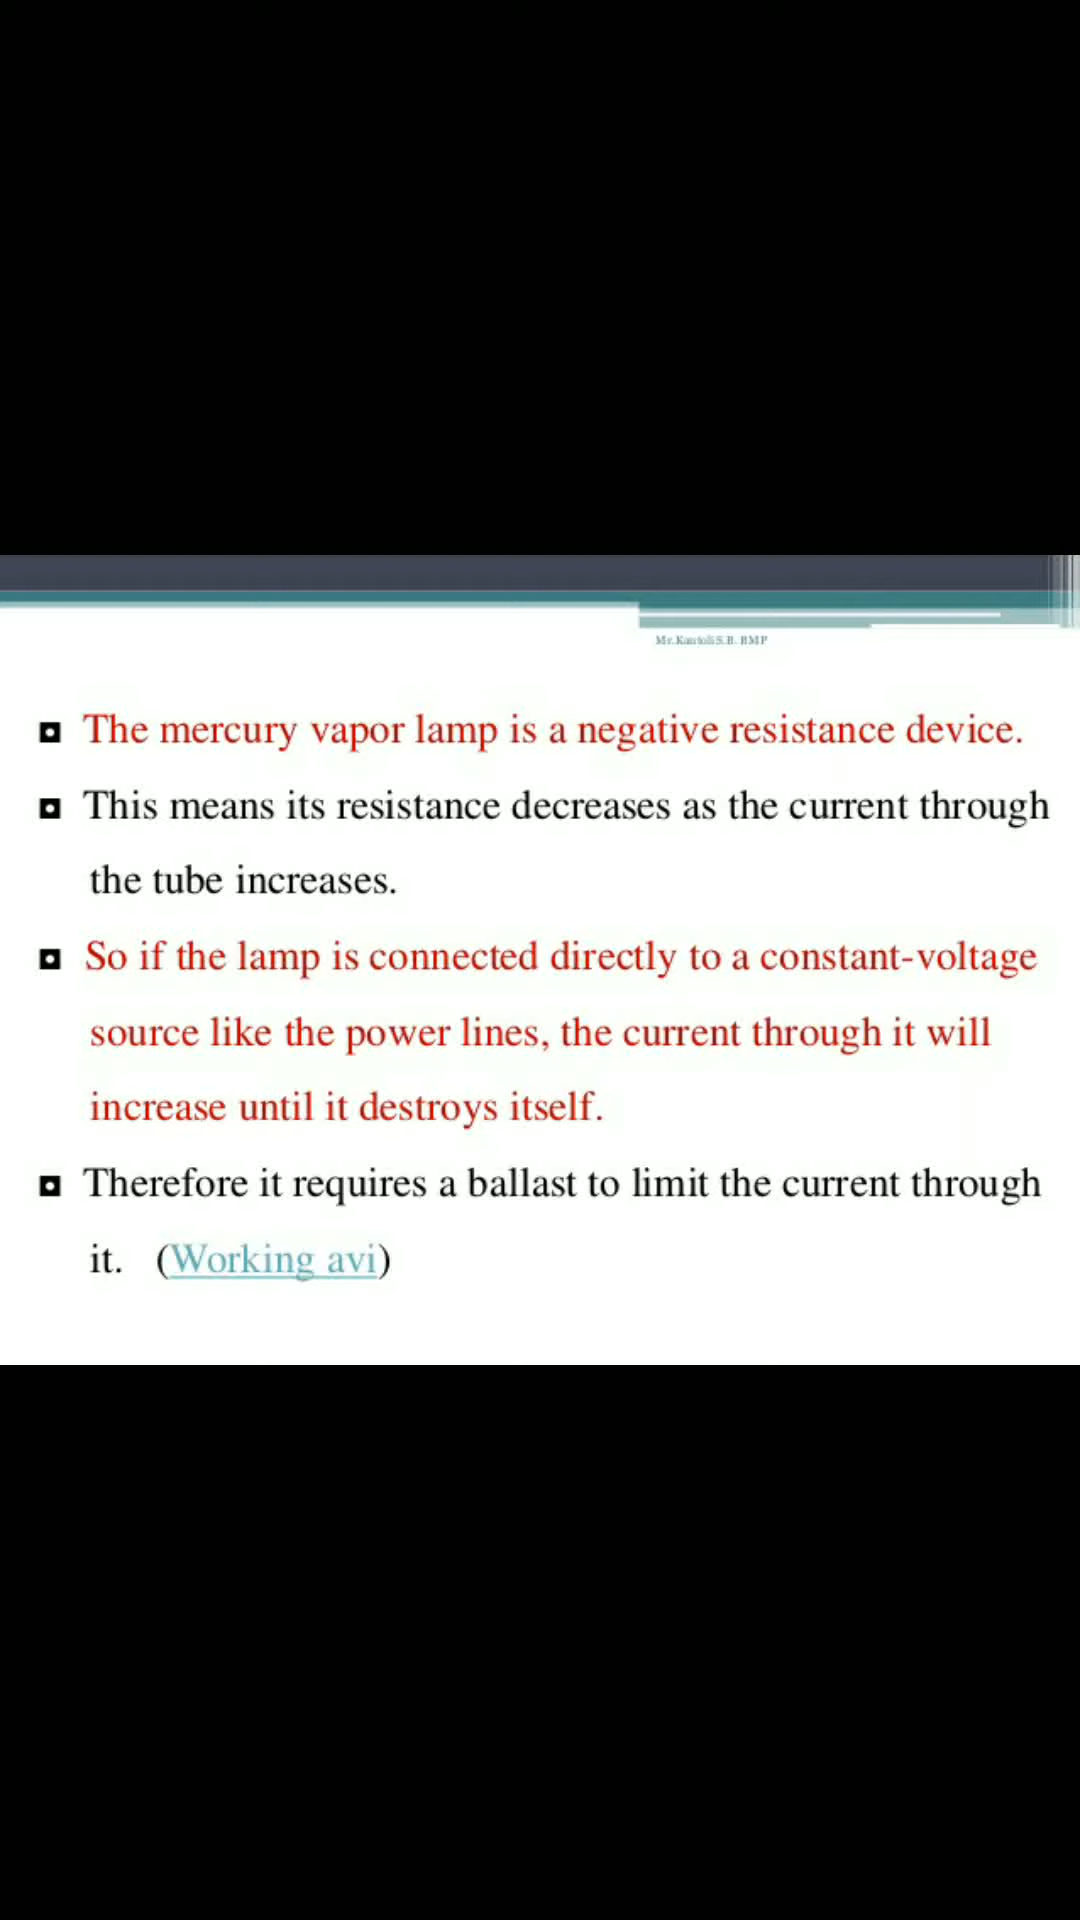 Mr. Kantoli S. B. BMP
The mercury vapor lamp is a negative resistance device.
This means its resistance decreases as the current through
the tube increases.
So if the lamp is connected directly to a constant-voltage
source like the power lines, the current through it will
increase until it destroys itself.
Therefore it requires a ballast to limit the current through
it. (Working avi)